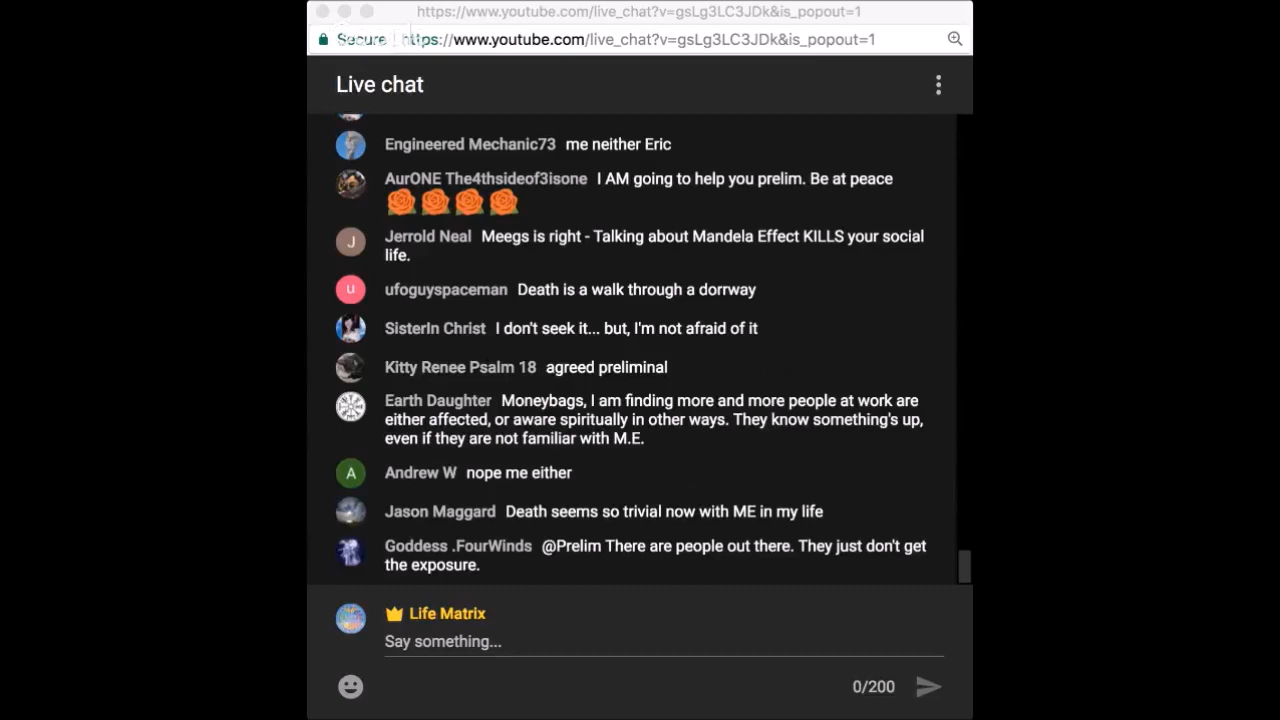 https://www.youtube.com/live_chat?v=gsLg3LC3JDk&is_popout=1
Secure https://www.youtube.com/live_chat?v=gsLg3LC3JDk&is_popout=1
Live chat
Engineered Mechanic73 me neither Eric
AurONE The4thsideof3isone I AM going to help you prelim. Be at peace
J Jerrold Neal Meegs is right - Talking about Mandela Effect KILLS your social
life.
u ufoguyspaceman Death is a walk through a dorrway
SisterIn Christ I don't seek it... but, I'm not afraid of it
Kitty Renee Psalm 18 agreed preliminal
Earth Daughter Moneybags, I am finding more and more people at work are
either affected, or aware spiritually in other ways. They know something's up,
even if they are not familiar with M.E.
A Andrew W nope me either
Jason Maggard Death seems so trivial now with ME in my life
Goddess .FourWinds @Prelim There are people out there. They just don't get
the exposure.
Life Matrix
Say something...
0/200